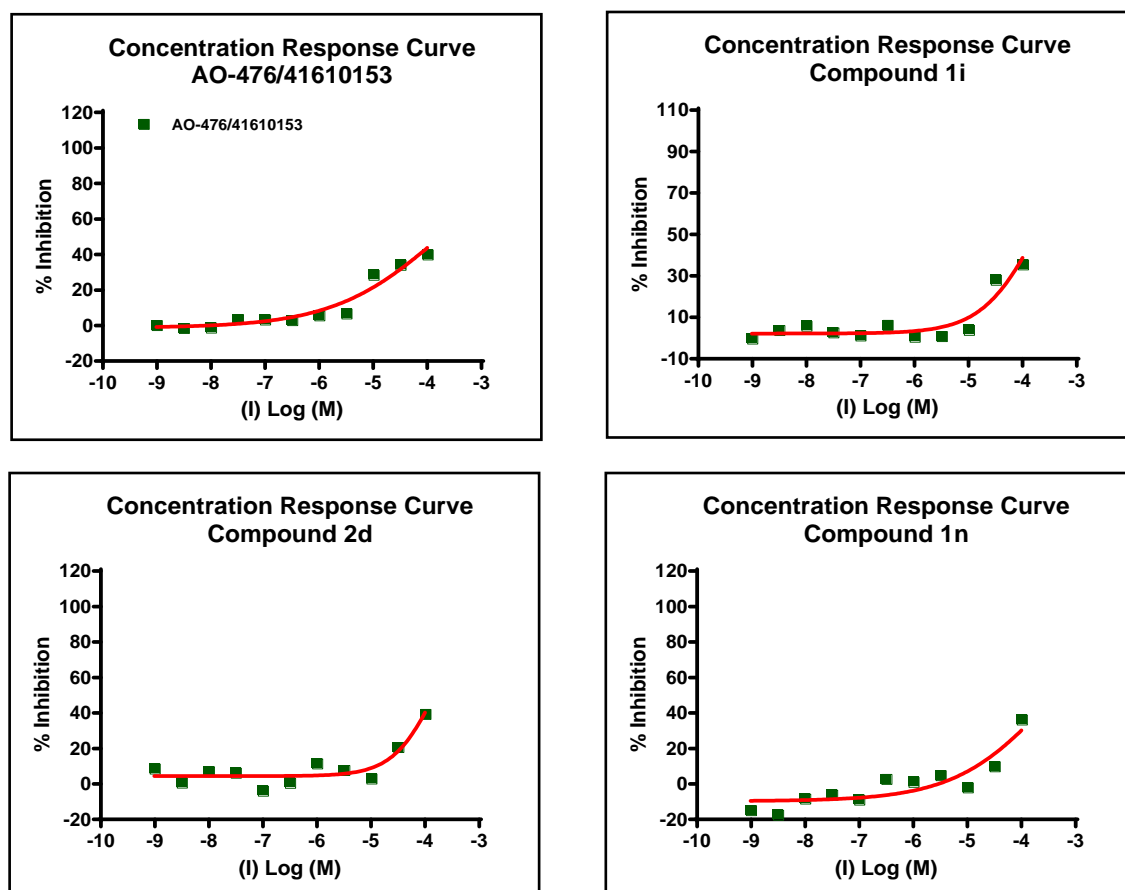 Concentration Response Curve
AO-476/41610153
120
100
80
60
40
20
0
-20
% Inhibition
AO-476/41610153
-10 -9 -8 -7 -6 -5 -4 -3
(I) Log (M)
Concentration Response Curve
Compound 1i
110
90
70
50
30
10
-10
% Inhibition
-10 -9 -8 -7 -6 -5 -4 -3
(I) Log (M)
Concentration Response Curve
Compound 2d
120
100
80
60
40
20
0
-20
% Inhibition
-10 -9 -8 -7 -6 -5 -4 -3
(I) Log (M)
Concentration Response Curve
Compound 1n
120
100
80
60
40
20
0
-20
% Inhibition
-10 -9 -8 -7 -6 -5 -4 -3
(I) Log (M)